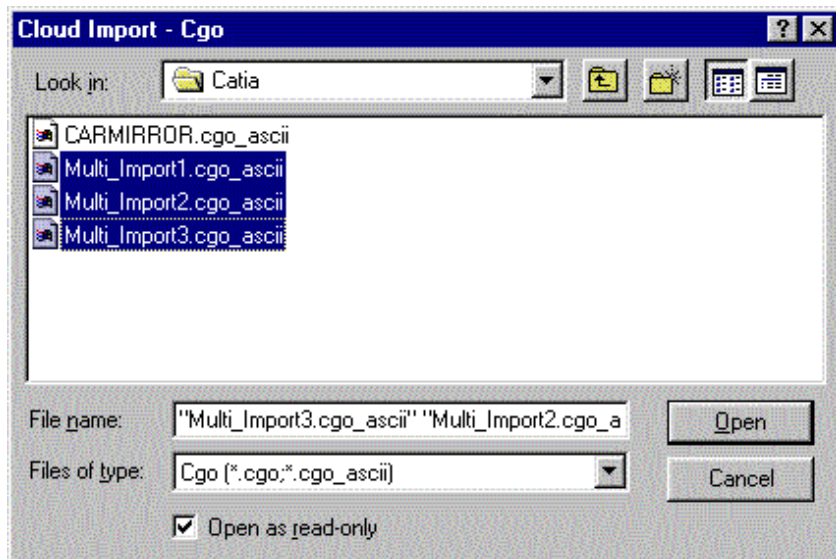 Cloud Import - Cgo
Look in: Catia
CARMIRROR.cgo_ascii
Multi_Import1.cgo_ascii
Multi_Import2.cgo_ascii
Multi_Import3.cgo_ascii
File name: "Multi_Import3.cgo_ascii" "Multi_Import2.cgo_a
Open
Files of type: Cgo (*.cgo;*.cgo_ascii)
Cancel
Open as read-only